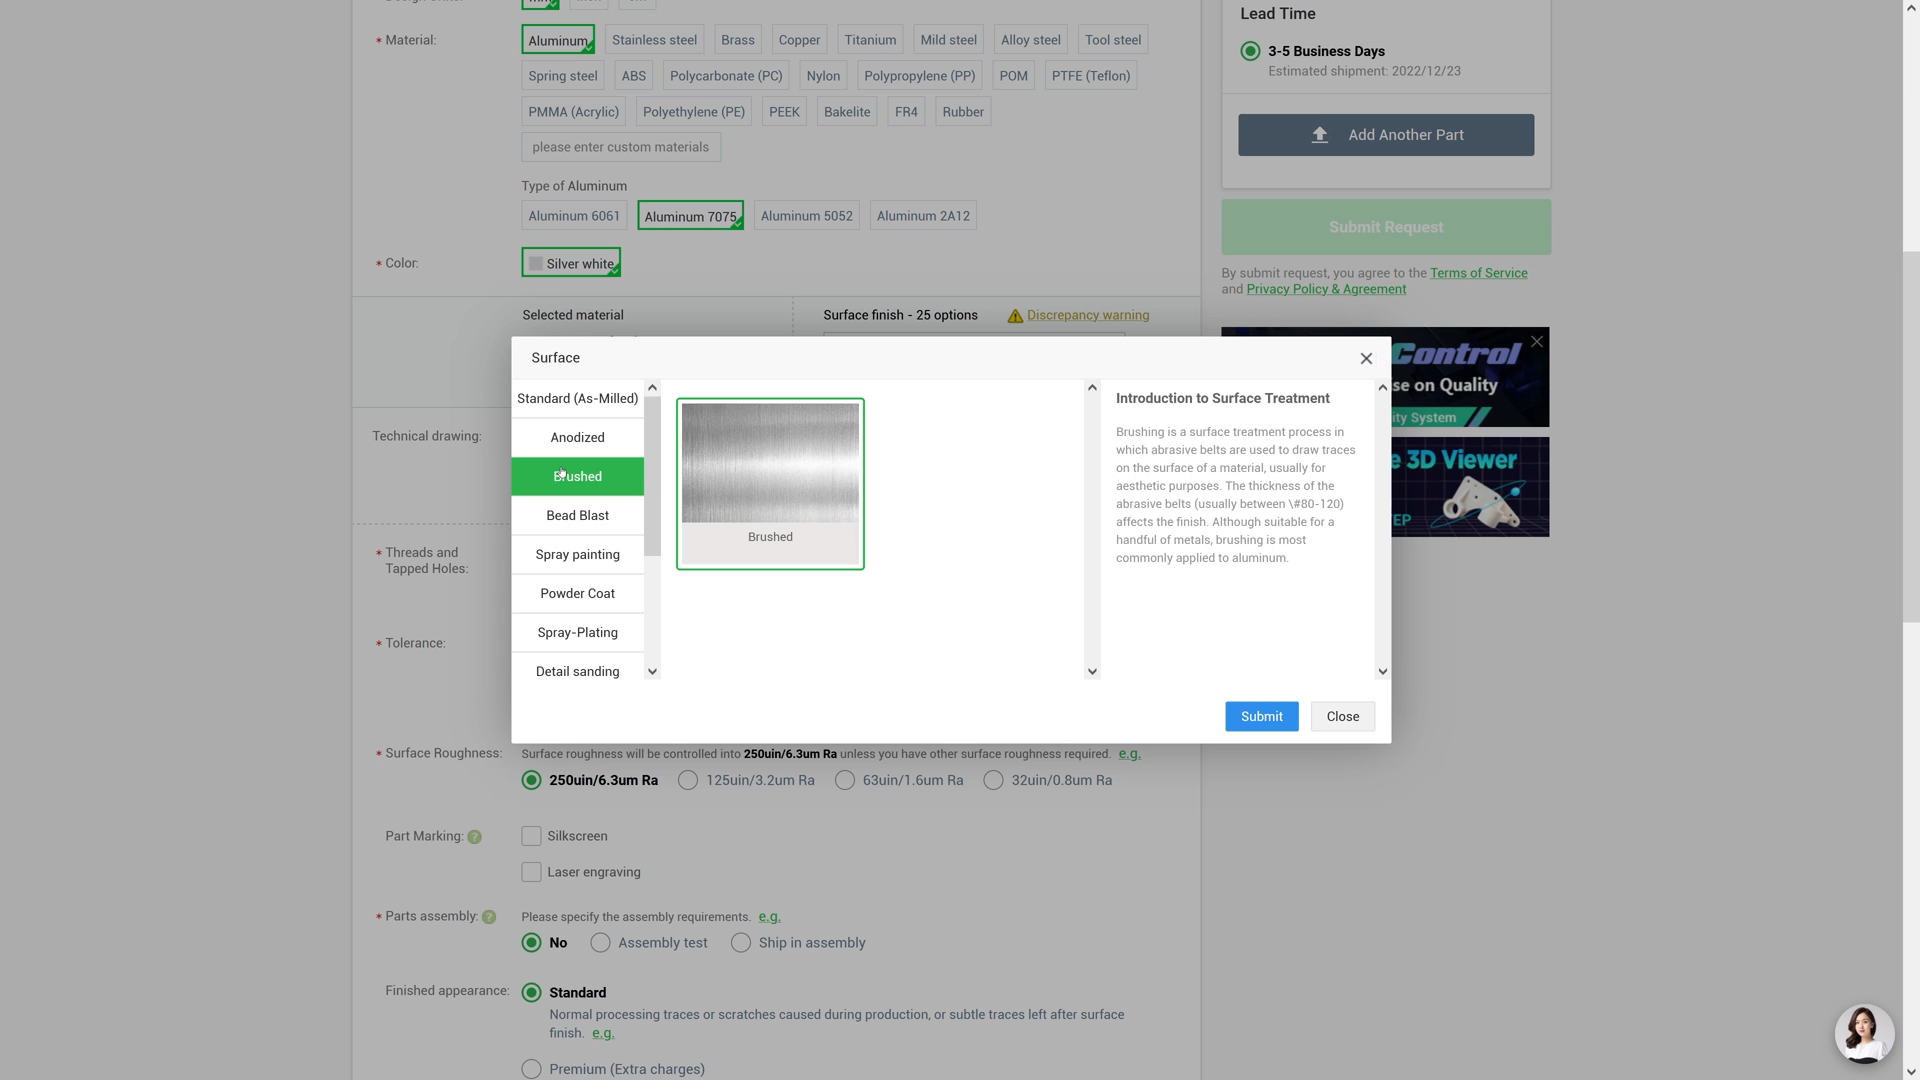 Lead Time
* Material:
Aluminum
Stainless steel
Brass
Copper
Titanium
Mild steel
Alloy steel
Tool steel
3-5 Business Days
Estimated shipment: 2022/12/23
Spring steel
ABS
Polycarbonate (PC)
Nylon
Polypropylene (PP)
POM
PTFE (Teflon)
PMMA (Acrylic)
Polyethylene (PE)
PEEK
Bakelite
FR4
Rubber
Add Another Part
please enter custom materials
Type of Aluminum
Aluminum 6061
Aluminum 7075
Aluminum 5052
Aluminum 2A12
Submit Request
* Color:
Silver white
By submit request, you agree to the Terms of Service
and Privacy Policy & Agreement
Selected material
Surface finish - 25 options
Discrepancy warning
Surface
Control
se on Quality
ity System
Standard (As-Milled)
Anodized
Brushed
Bead Blast
Spray painting
Powder Coat
Spray-Plating
Detail sanding
Brushed
Introduction to Surface Treatment
Brushing is a surface treatment process in
which abrasive belts are used to draw traces
on the surface of a material, usually for
aesthetic purposes. The thickness of the
abrasive belts (usually between \#80-120)
affects the finish. Although suitable for a
handful of metals, brushing is most
commonly applied to aluminum.
e 3D Viewer
TEP
Technical drawing:
* Threads and
Tapped Holes:
* Tolerance:
Submit
Close
* Surface Roughness:
Surface roughness will be controlled into 250uin/6.3um Ra unless you have other surface roughness required. e.g.
250uin/6.3um Ra
125uin/3.2um Ra
63uin/1.6um Ra
32uin/0.8um Ra
Part Marking: ?
Silkscreen
Laser engraving
* Parts assembly: ?
Please specify the assembly requirements. e.g.
No
Assembly test
Ship in assembly
Finished appearance:
Standard
Normal processing traces or scratches caused during production, or subtle traces left after surface
finish. e.g.
Premium (Extra charges)